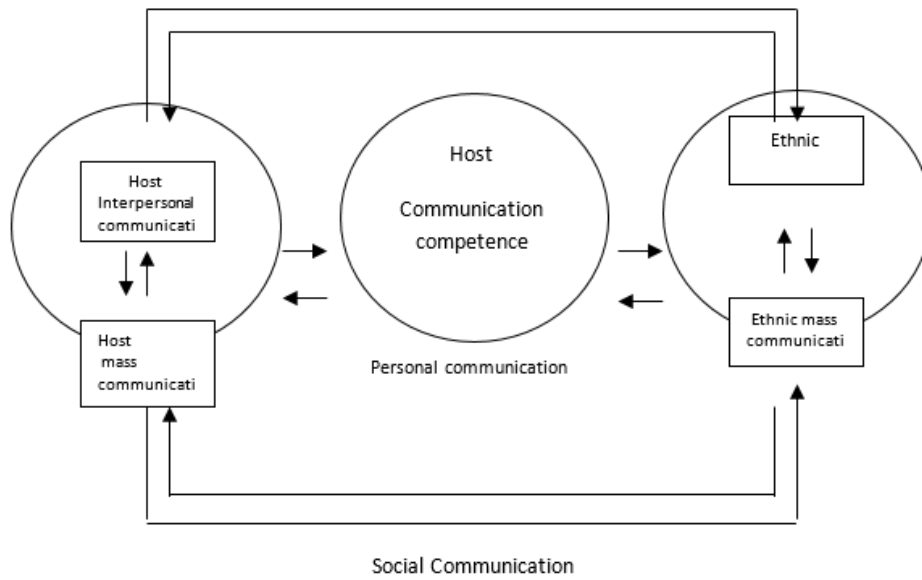 Host
Interpersonal
communicati
Host
mass
communicati
Host
Communication
competence
Personal communication
Ethnic
Ethnic mass
communicati
Social Communication